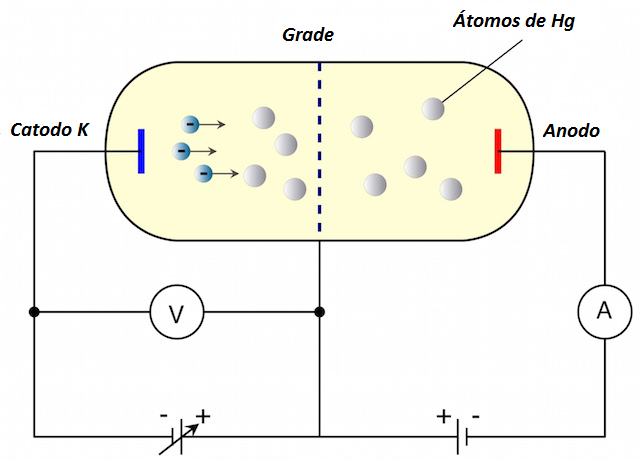 Átomos de Hg
Grade
Catodo K
Anodo
- 
-
-
V
A
- +
+ -